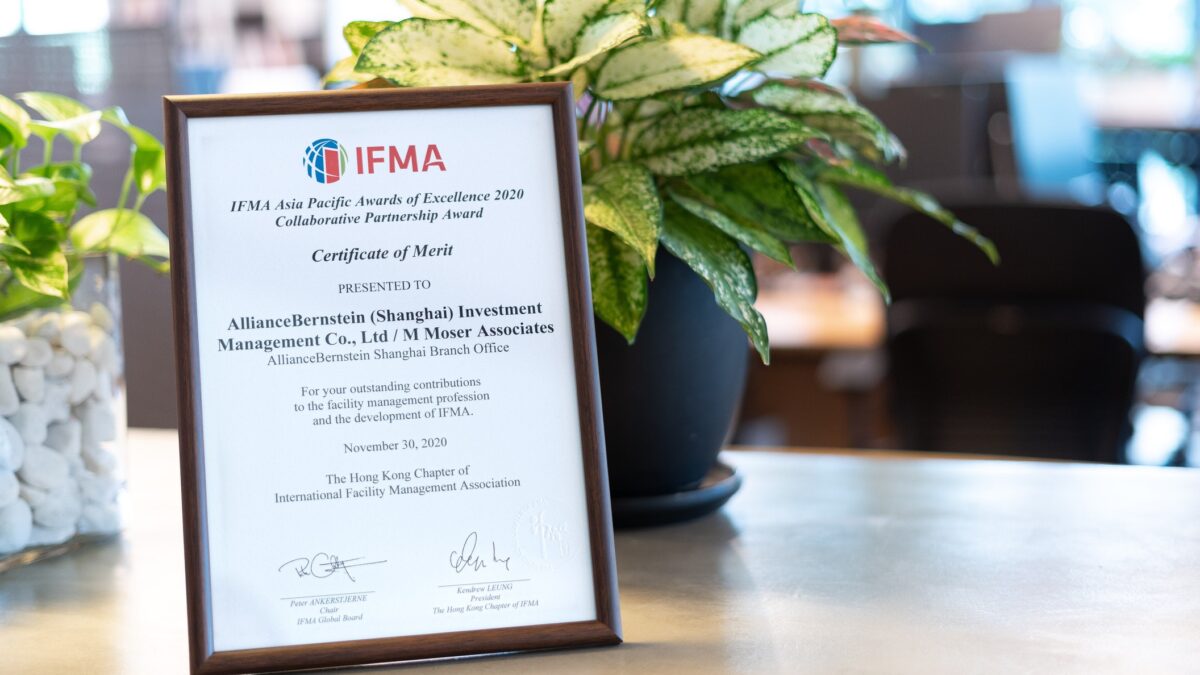 IFMA
IFMA Asia Pacific Awards of Excellence 2020
Collaborative Partnership Award
Certificate of Merit
PRESENTED TO
AllianceBernstein (Shanghai) Investment
Management Co., Ltd / M Moser Associates
AllianceBernstein Shanghai Branch Office
For your outstanding contributions
to the facility management profession
and the development of IFMA.
November 30, 2020
The Hong Kong Chapter of
International Facility Management Association
Peter ANKERSTJERNE
Chair
IFMA Global Board
Kendrew LEUNG
President
The Hong Kong Chapter of IFMA